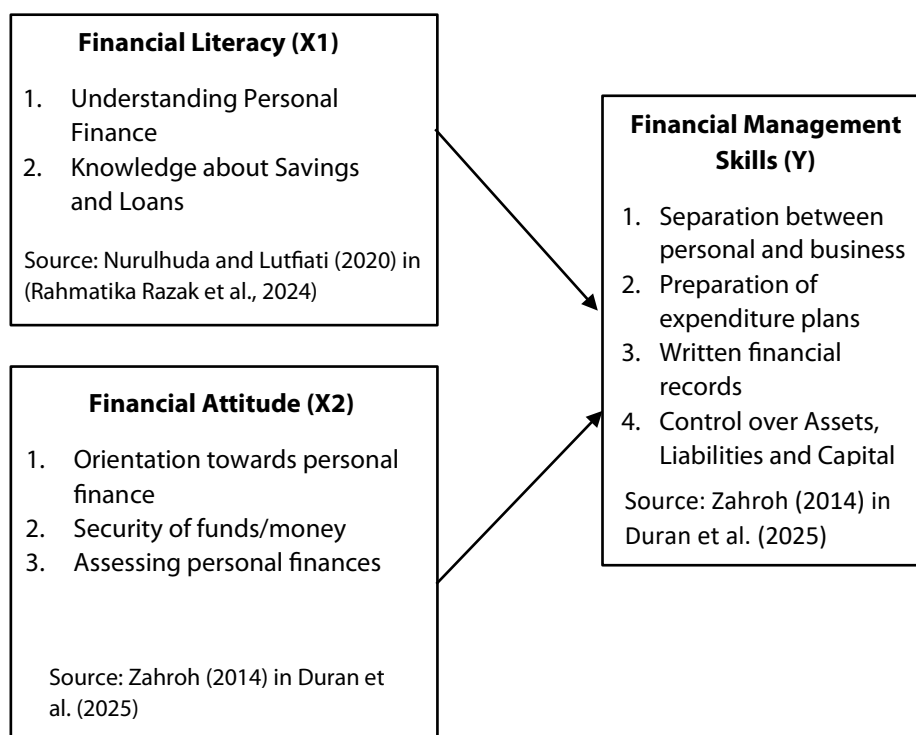 Financial Literacy (X1)
1. Understanding Personal
Finance
2. Knowledge about Savings
and Loans
Source: Nurulhuda and Lutfiati (2020) in
(Rahmatika Razak et al., 2024)
Financial Attitude (X2)
1. Orientation towards personal
finance
2. Security of funds/money
3. Assessing personal finances
Source: Zahroh (2014) in Duran et
al. (2025)
Financial Management
Skills (Y)
1. Separation between
personal and business
2. Preparation of
expenditure plans
3. Written financial
records
4. Control over Assets,
Liabilities and Capital
Source: Zahroh (2014) in
Duran et al. (2025)